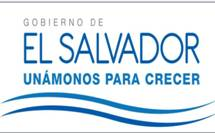 GOBIERNO DE
EL SALVADOR
UNÁMONOS PARA CRECER